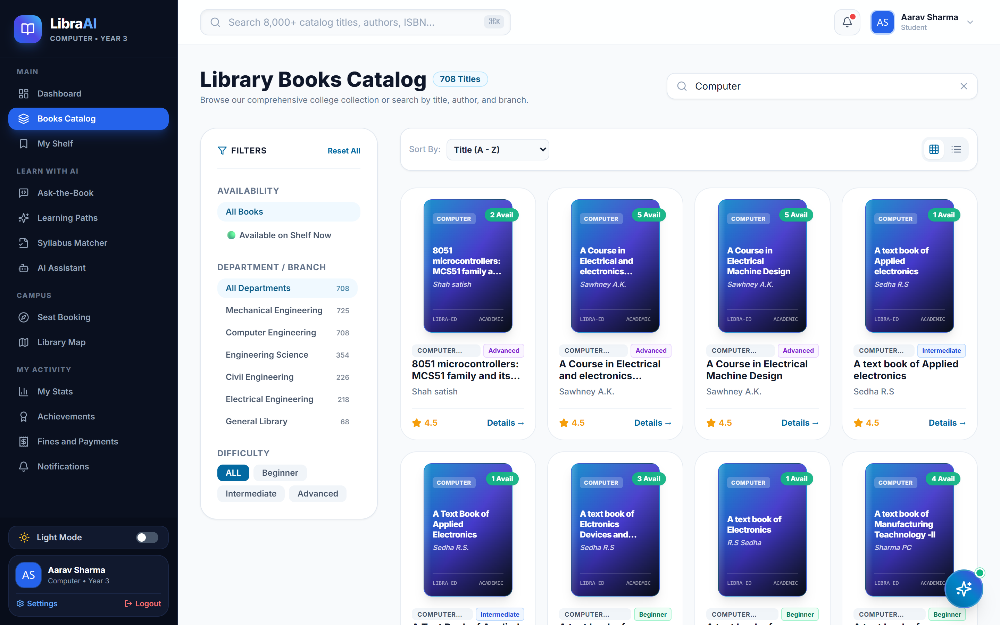 LibraAI
COMPUTER • YEAR 3
MAIN
Dashboard
Books Catalog
My Shelf
LEARN WITH AI
Ask-the-Book
Learning Paths
Syllabus Matcher
AI Assistant
CAMPUS
Seat Booking
Library Map
MY ACTIVITY
My Stats
Achievements
Fines and Payments
Notifications
Light Mode
AS
Aarav Sharma
Computer • Year 3
Settings
Logout
Search 8,000+ catalog titles, authors, ISBN...
⌘K
AS
Aarav Sharma
Student
Library Books Catalog
708 Titles
Browse our comprehensive college collection or search by title, author, and branch.
Computer
FILTERS
Reset All
AVAILABILITY
All Books
Available on Shelf Now
DEPARTMENT / BRANCH
All Departments 708
Mechanical Engineering 725
Computer Engineering 708
Engineering Science 354
Civil Engineering 226
Electrical Engineering 218
General Library 68
DIFFICULTY
ALL
Beginner
Intermediate
Advanced
Sort By:
Title (A - Z)
COMPUTER
2 Avail
8051
microcontrollers:
MCS51 family a...
Shah satish
LIBRA-ED ACADEMIC
COMPUTER...
Advanced
8051 microcontrollers:
MCS51 family and its...
Shah satish
4.5
Details →
COMPUTER
5 Avail
A Course in
Electrical and
electronics...
Sawhney A.K.
LIBRA-ED ACADEMIC
COMPUTER...
Advanced
A Course in Electrical
and electronics...
Sawhney A.K.
4.5
Details →
COMPUTER
5 Avail
A Course in
Electrical
Machine Design
Sawhney A.K.
LIBRA-ED ACADEMIC
COMPUTER...
Advanced
A Course in Electrical
Machine Design
Sawhney A.K.
4.5
Details →
COMPUTER
1 Avail
A text book of
Applied
electronics
Sedha R.S
LIBRA-ED ACADEMIC
COMPUTER...
Intermediate
A text book of Applied
electronics
Sedha R.S
4.5
Details →
COMPUTER
1 Avail
A Text Book of
Applied
Electronics
Sedha R.S.
LIBRA-ED ACADEMIC
COMPUTER...
Intermediate
COMPUTER
3 Avail
A text book of
Elctronics
Devices and...
Sedha R.S
LIBRA-ED ACADEMIC
COMPUTER...
Beginner
COMPUTER
1 Avail
A text book of
Electronics
R.S Sedha
LIBRA-ED ACADEMIC
COMPUTER...
Beginner
COMPUTER
4 Avail
A text book of
Manufacturing
Teachnology -II
Sharma PC
LIBRA-ED ACADEMIC
COMPUTER...
Beginner